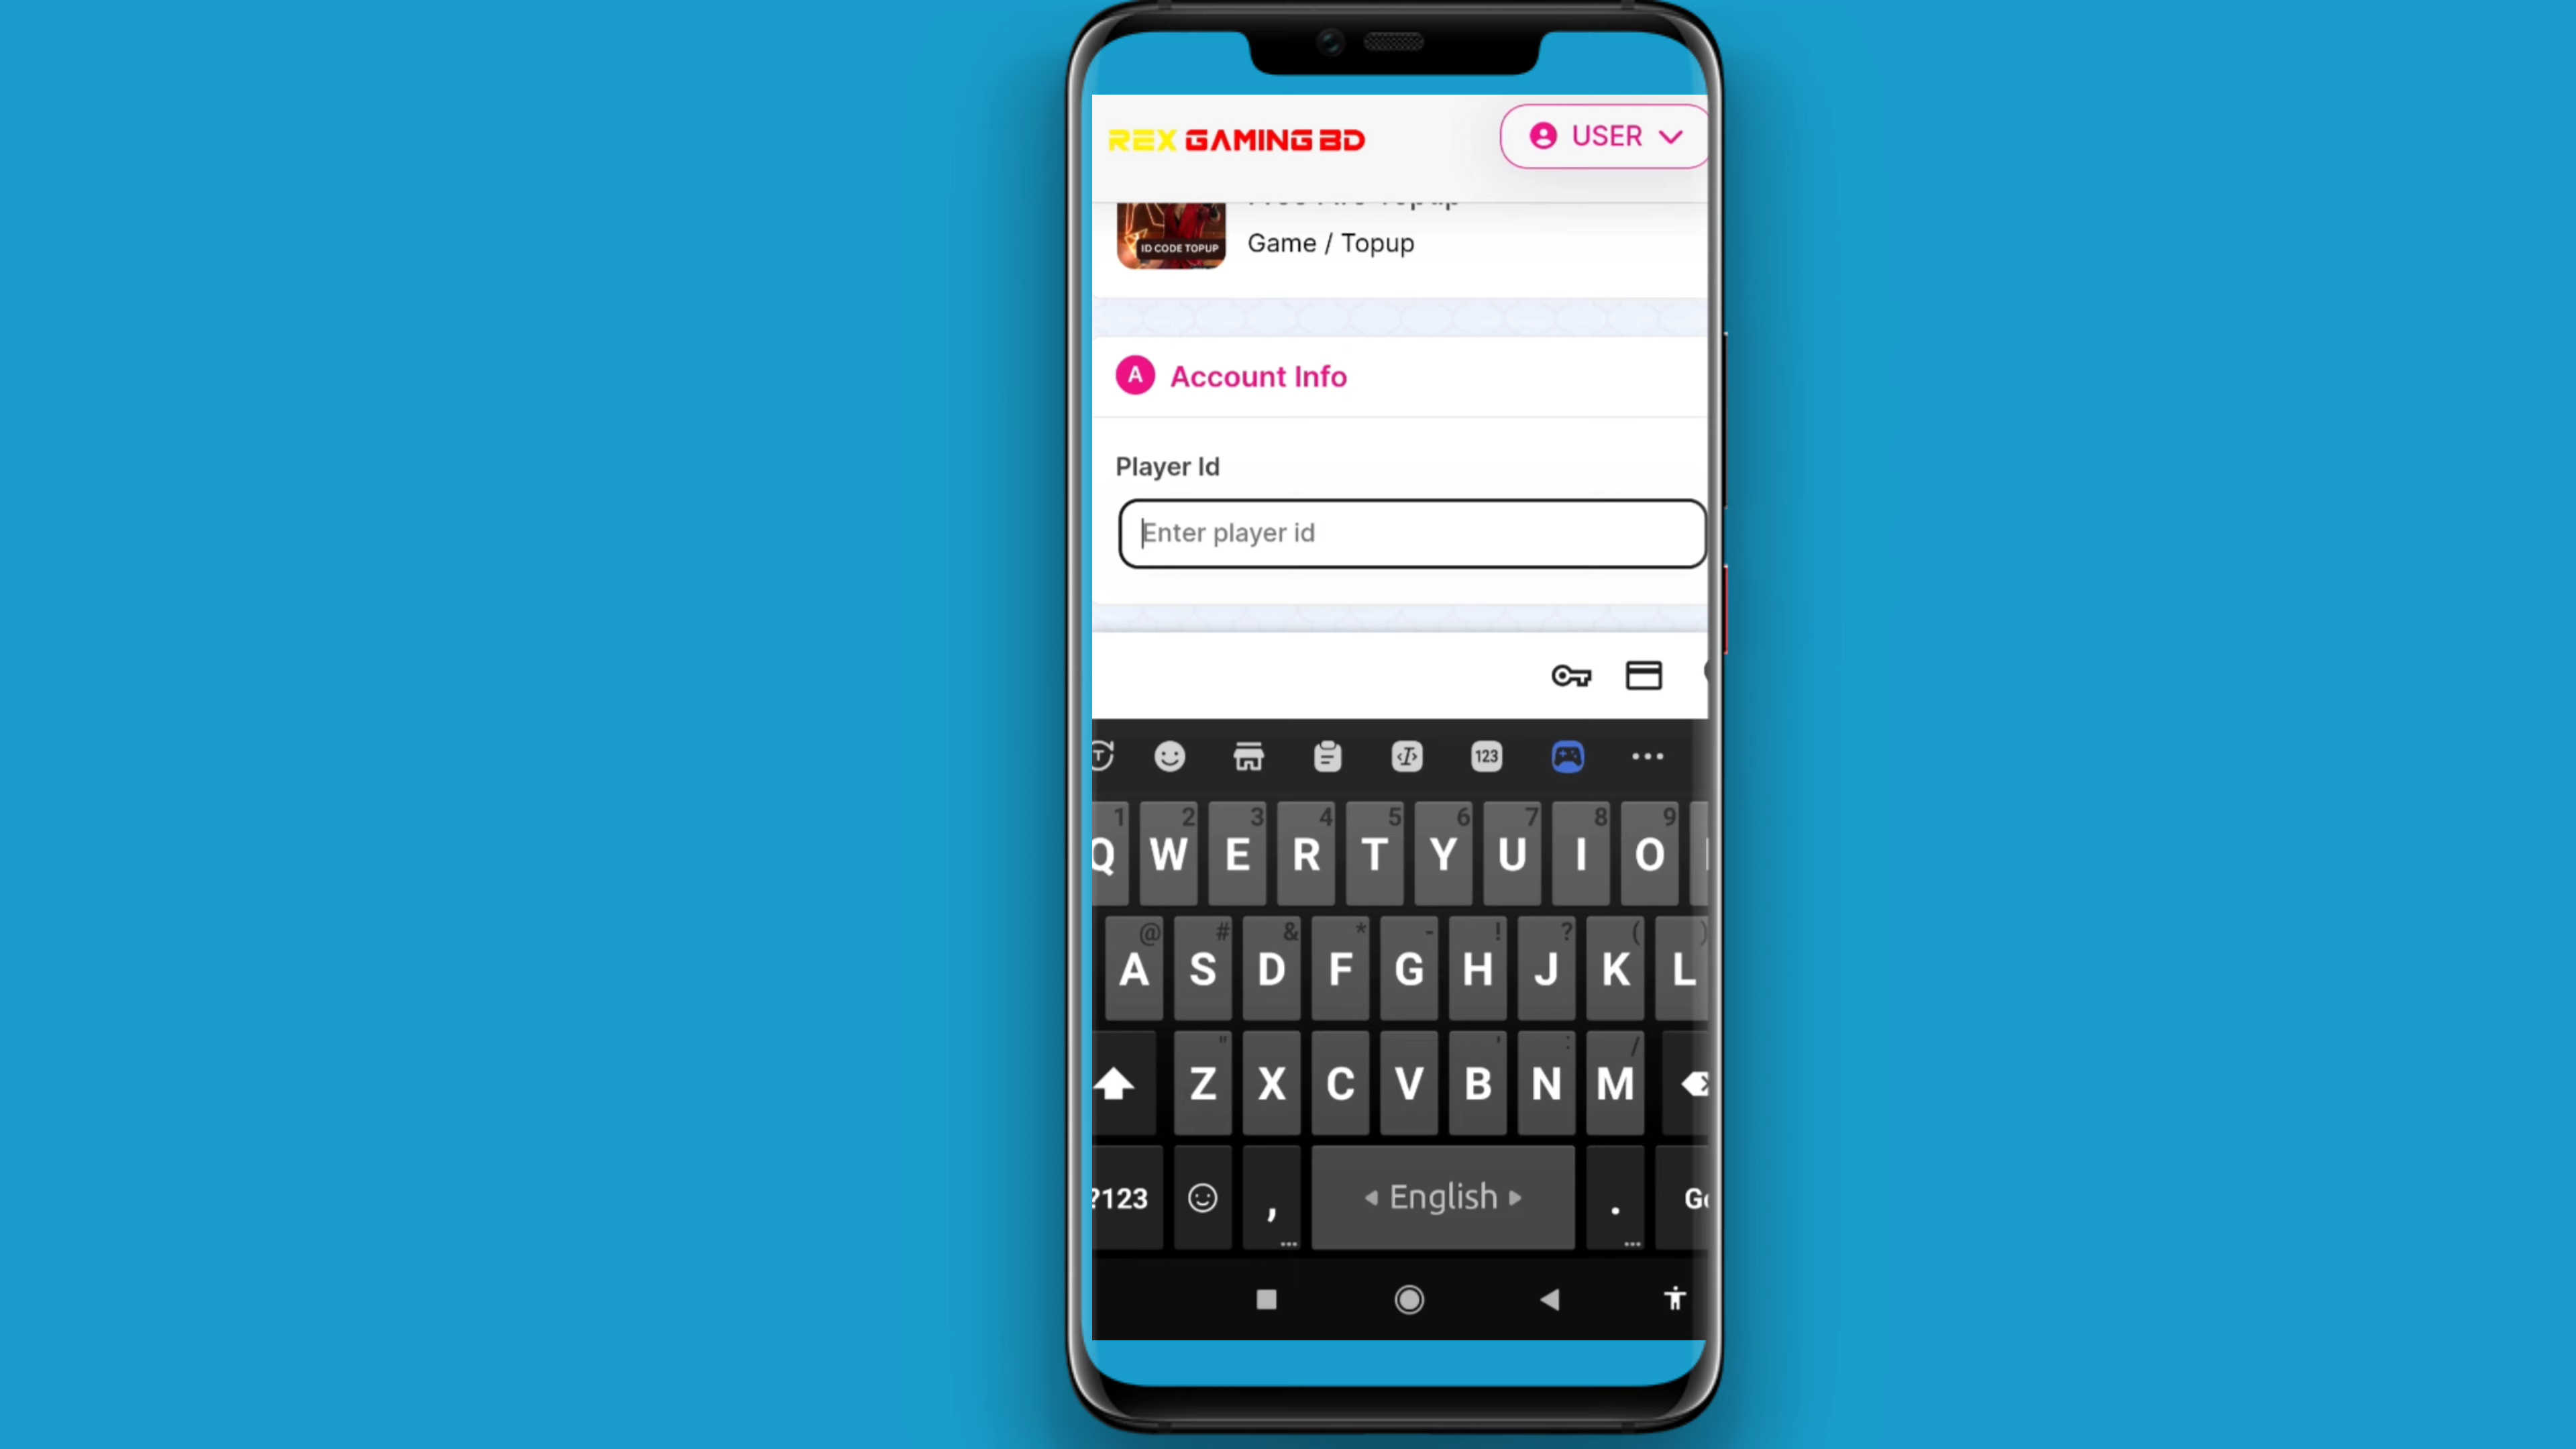 REX GAMING BD
USER
ID CODE TOPUP
Game / Topup
A Account Info
Player Id
Enter player id
123
1 2 3 4 5 6 7 8 9
Q W E R T Y U I O
@ # & * - ! ? ( )
A S D F G H J K L
" ' : /
Z X C V B N M
?123 , English .